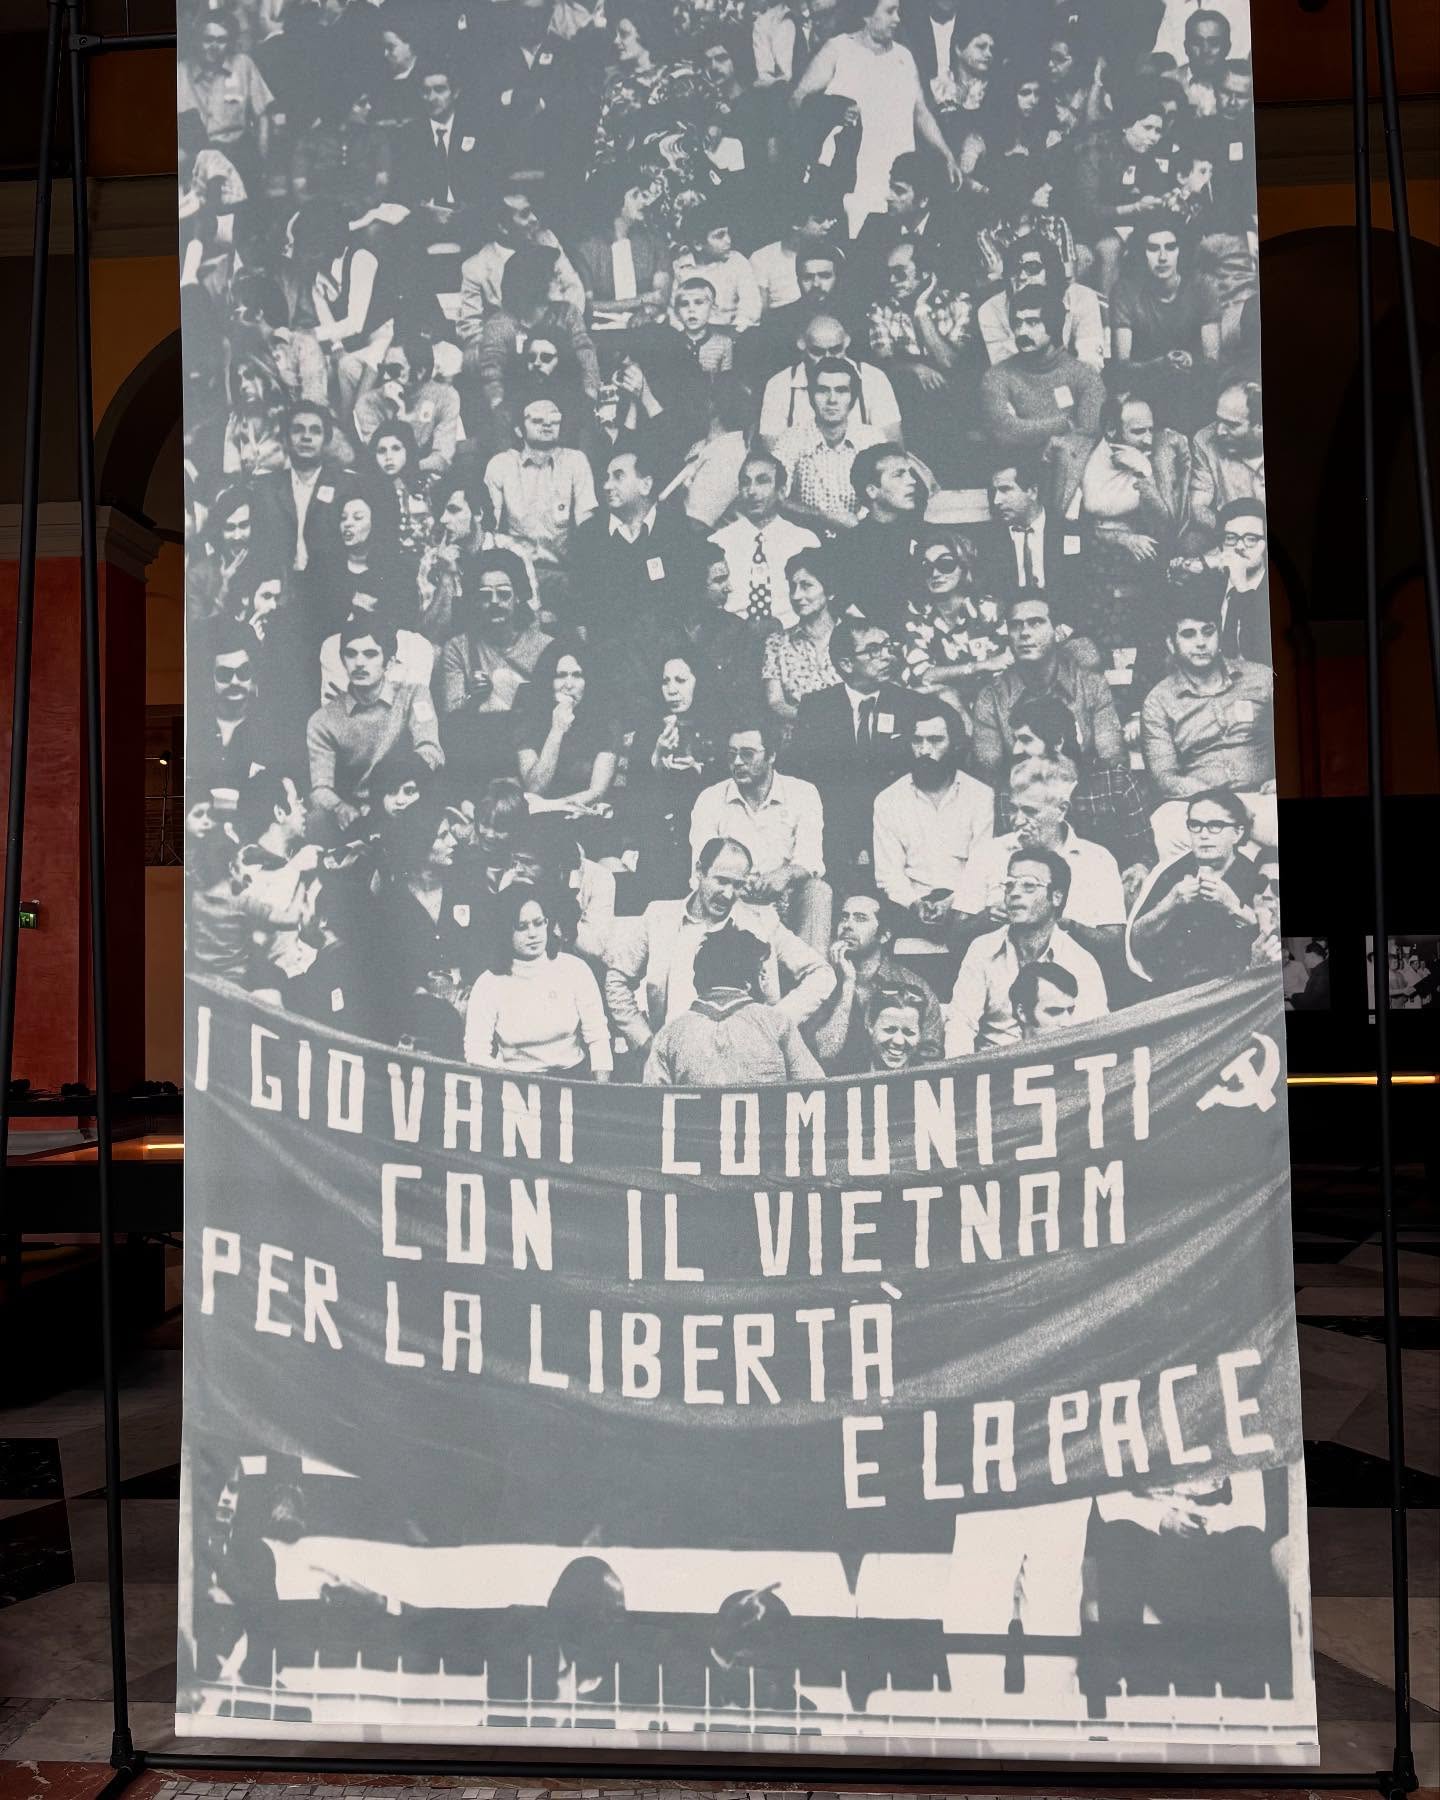 I GIOVANI COMUNISTI
CON IL VIETNAM
PER LA LIBERTÀ
E LA PACE